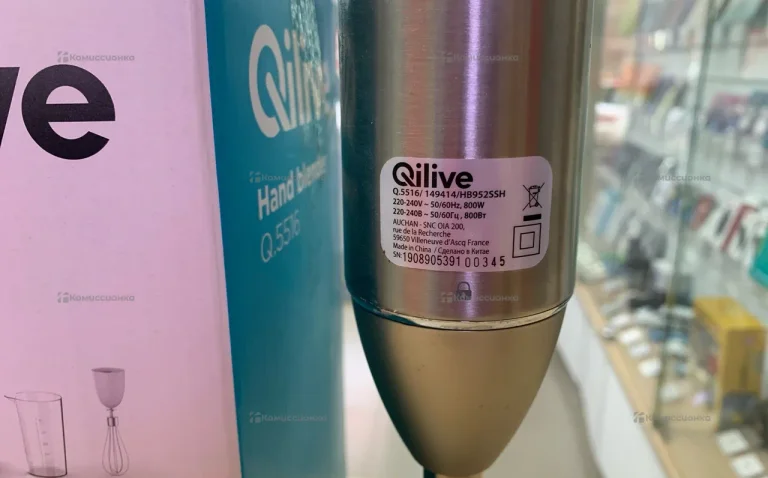 ve
Qilive
Hand blender
Q.5516
Qilive
Q.5516/ 149414/HB952SSH
220-240V ~ 50/60Hz, 800W
220-240В ~ 50/60Гц, 800Вт
AUCHAN - SNC OIA 200,
rue de la Recherche
59650 Villeneuve d'Ascq France
Made in China / Сделано в Китае
SN:1908905391 00345
Комиссионка
Комиссионка
Комиссионка
Комиссионка
Комиссионка
Комиссионка
Комиссионка
Комиссионка
Комиссионка